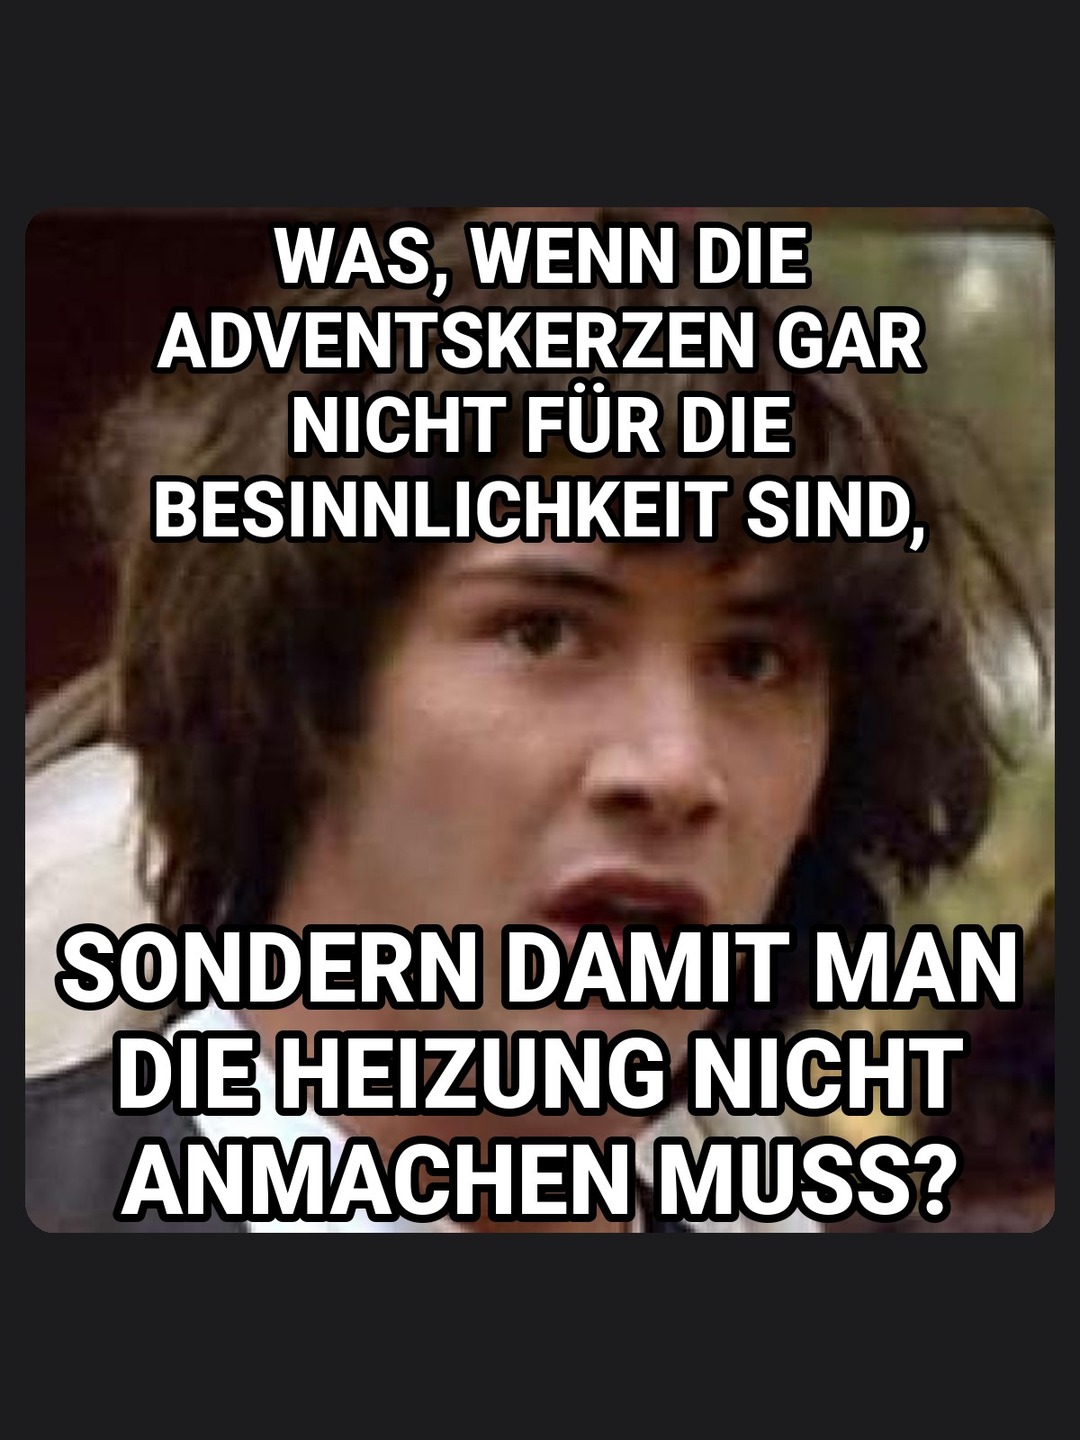 WAS, WENN DIE
ADVENTSKERZEN GAR
NICHT FÜR DIE
BESINNLICHKEIT SIND,
SONDERN DAMIT MAN
DIE HEIZUNG NICHT
ANMACHEN MUSS?